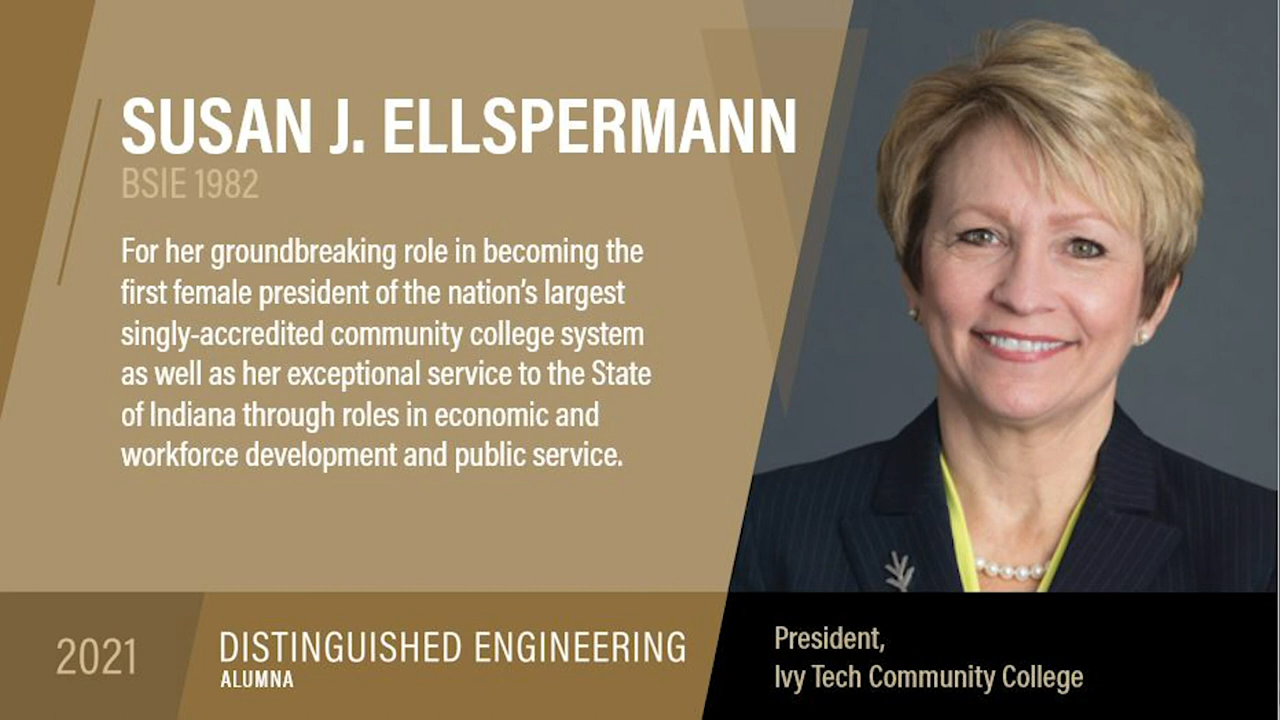 SUSAN J. ELLSPERMANN
BSIE 1982
For her groundbreaking role in becoming the
first female president of the nation's largest
singly-accredited community college system
as well as her exceptional service to the State
of Indiana through roles in economic and
workforce development and public service.
2021
DISTINGUISHED ENGINEERING
ALUMNA
President,
Ivy Tech Community College